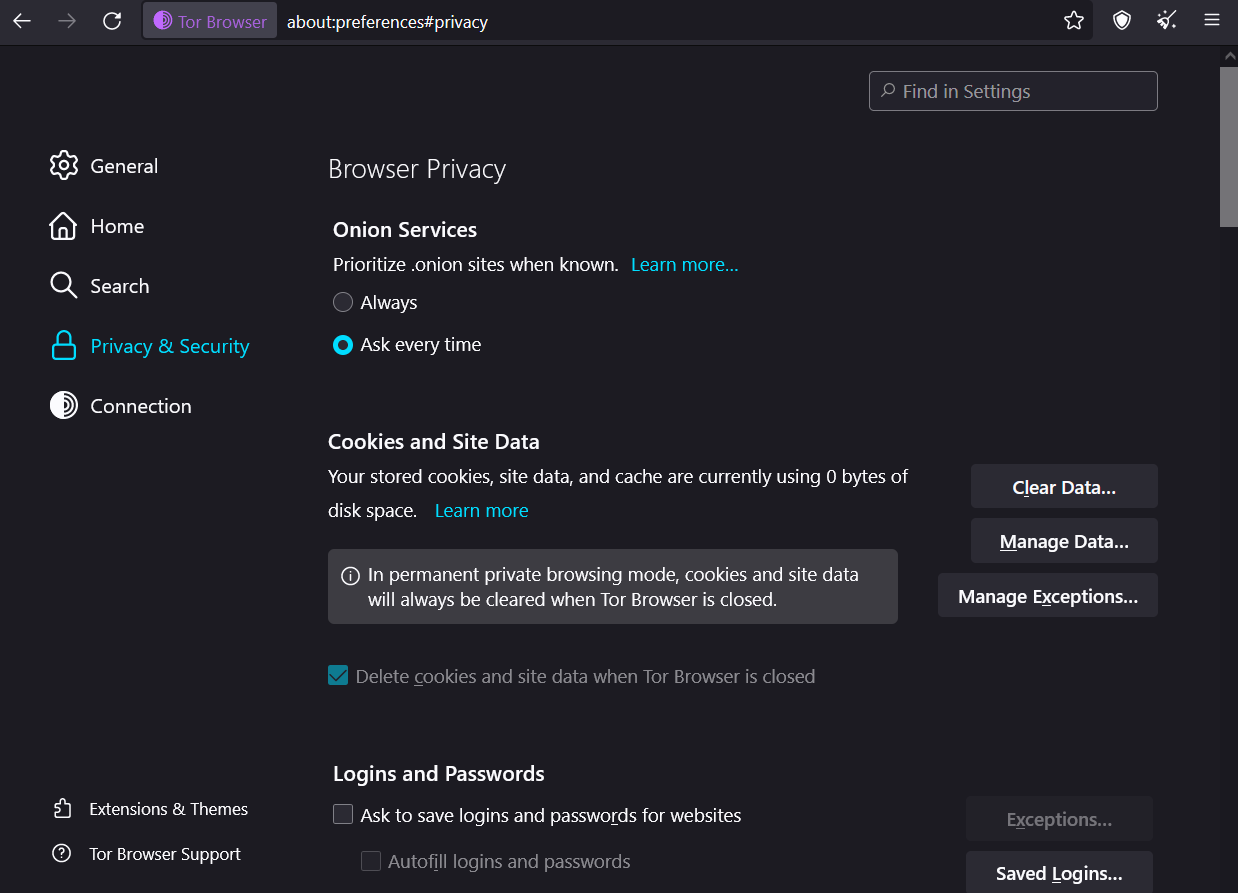 Tor Browser about:preferences#privacy
Find in Settings
General
Home
Search
Privacy & Security
Connection
Extensions & Themes
Tor Browser Support
Browser Privacy
Onion Services
Prioritize .onion sites when known. Learn more...
Always
Ask every time
Cookies and Site Data
Your stored cookies, site data, and cache are currently using 0 bytes of
disk space. Learn more
Clear Data...
Manage Data...
Manage Exceptions...
In permanent private browsing mode, cookies and site data
will always be cleared when Tor Browser is closed.
Delete cookies and site data when Tor Browser is closed
Logins and Passwords
Ask to save logins and passwords for websites
Exceptions...
Autofill logins and passwords
Saved Logins...